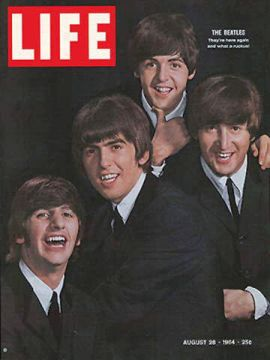 LIFE
THE BEATLES
They're here again
and what a ruckus!
AUGUST 28 · 1964 · 25¢